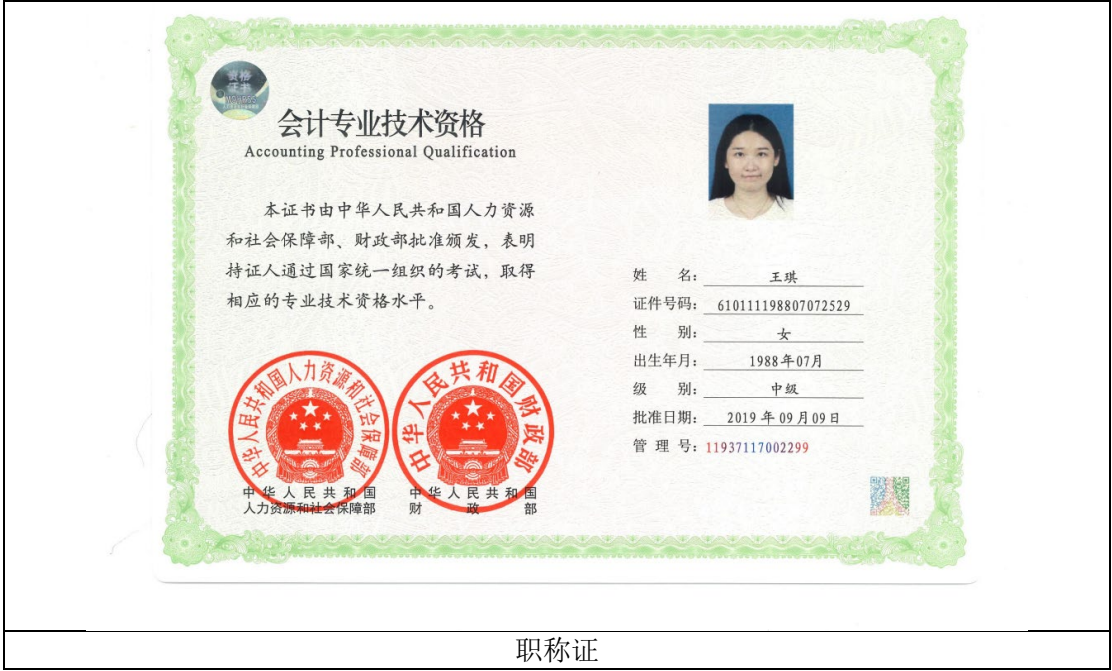 资格
证书
MOHRSS
会计专业技术资格
Accounting Professional Qualification
本证书由中华人民共和国人力资源
和社会保障部、财政部批准颁发，表明
持证人通过国家统一组织的考试，取得
相应的专业技术资格水平。
姓 名： 王琪
证件号码： 610111198807072529
性 别： 女
出生年月： 1988年07月
级 别： 中级
批准日期： 2019年09月09日
管 理 号： 11937117002299
中华人民共和国人力资源和社会保障部
中华人民共和国财政部
中华人民共和国
人力资源和社会保障部
中华人民共和国
财政部
职称证